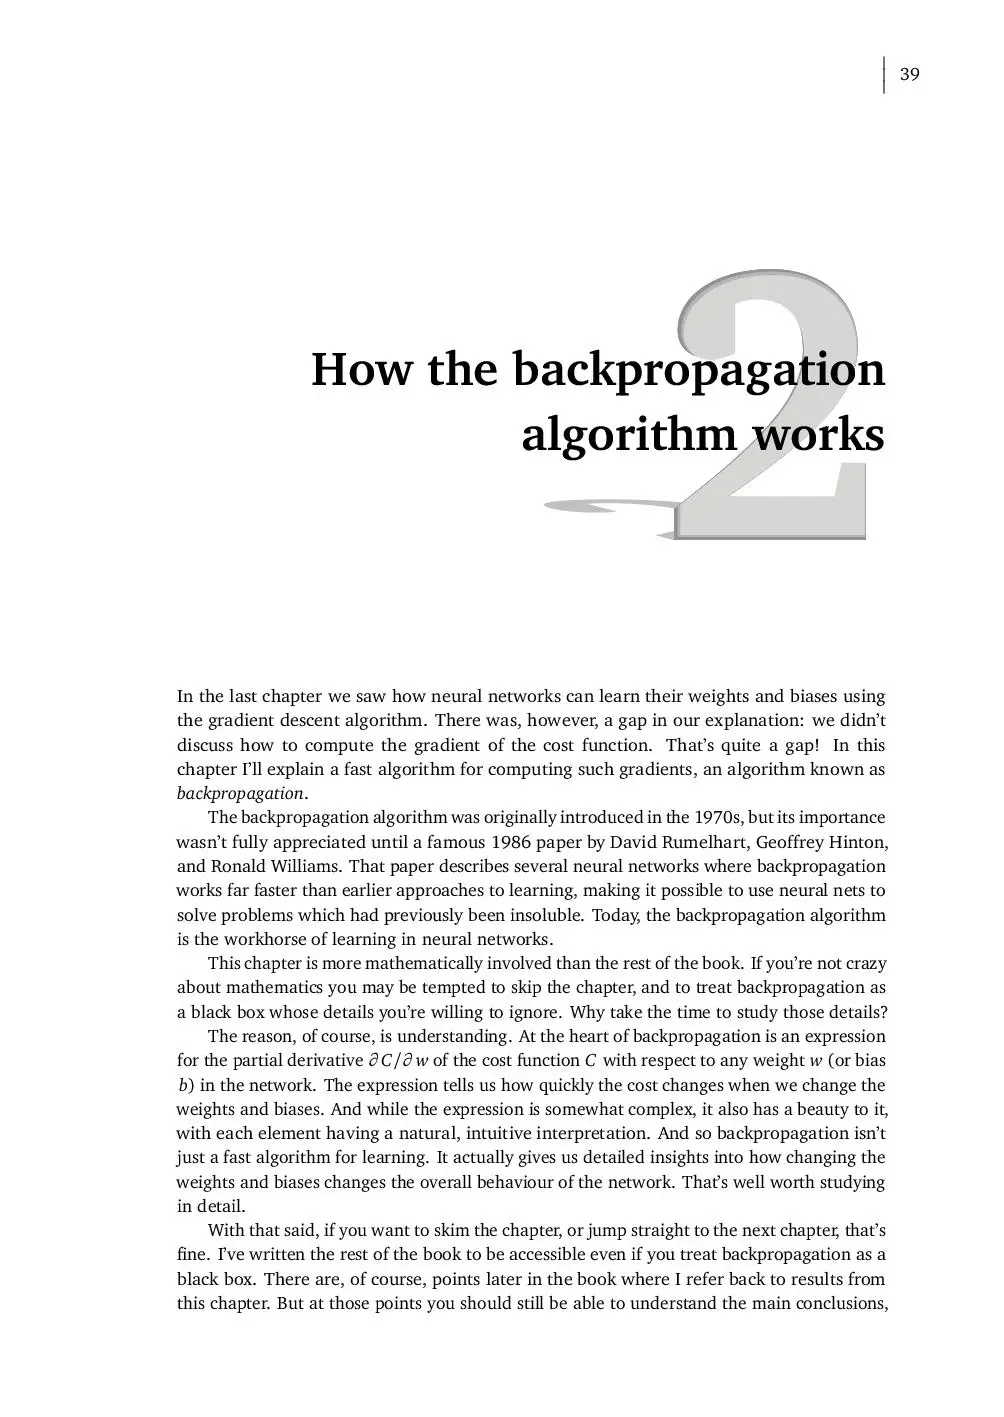 39
2
How the backpropagation
algorithm works
In the last chapter we saw how neural networks can learn their weights and biases using
the gradient descent algorithm. There was, however, a gap in our explanation: we didn’t
discuss how to compute the gradient of the cost function. That’s quite a gap! In this
chapter I’ll explain a fast algorithm for computing such gradients, an algorithm known as
backpropagation.
The backpropagation algorithm was originally introduced in the 1970s, but its importance
wasn’t fully appreciated until a famous 1986 paper by David Rumelhart, Geoffrey Hinton,
and Ronald Williams. That paper describes several neural networks where backpropagation
works far faster than earlier approaches to learning, making it possible to use neural nets to
solve problems which had previously been insoluble. Today, the backpropagation algorithm
is the workhorse of learning in neural networks.
This chapter is more mathematically involved than the rest of the book. If you’re not crazy
about mathematics you may be tempted to skip the chapter, and to treat backpropagation as
a black box whose details you’re willing to ignore. Why take the time to study those details?
The reason, of course, is understanding. At the heart of backpropagation is an expression
for the partial derivative ∂C/∂w of the cost function C with respect to any weight w (or bias
b) in the network. The expression tells us how quickly the cost changes when we change the
weights and biases. And while the expression is somewhat complex, it also has a beauty to it,
with each element having a natural, intuitive interpretation. And so backpropagation isn’t
just a fast algorithm for learning. It actually gives us detailed insights into how changing the
weights and biases changes the overall behaviour of the network. That’s well worth studying
in detail.
With that said, if you want to skim the chapter, or jump straight to the next chapter, that’s
fine. I’ve written the rest of the book to be accessible even if you treat backpropagation as a
black box. There are, of course, points later in the book where I refer back to results from
this chapter. But at those points you should still be able to understand the main conclusions,